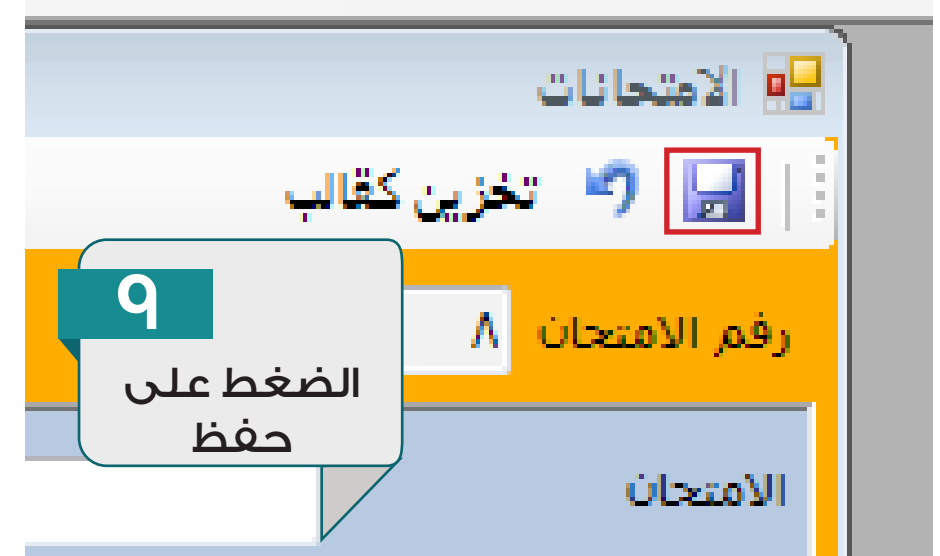 الامتحانات
تخزين كقالب
رقم الامتحان ٨
٩
الضغط على
حفظ
الامتحان